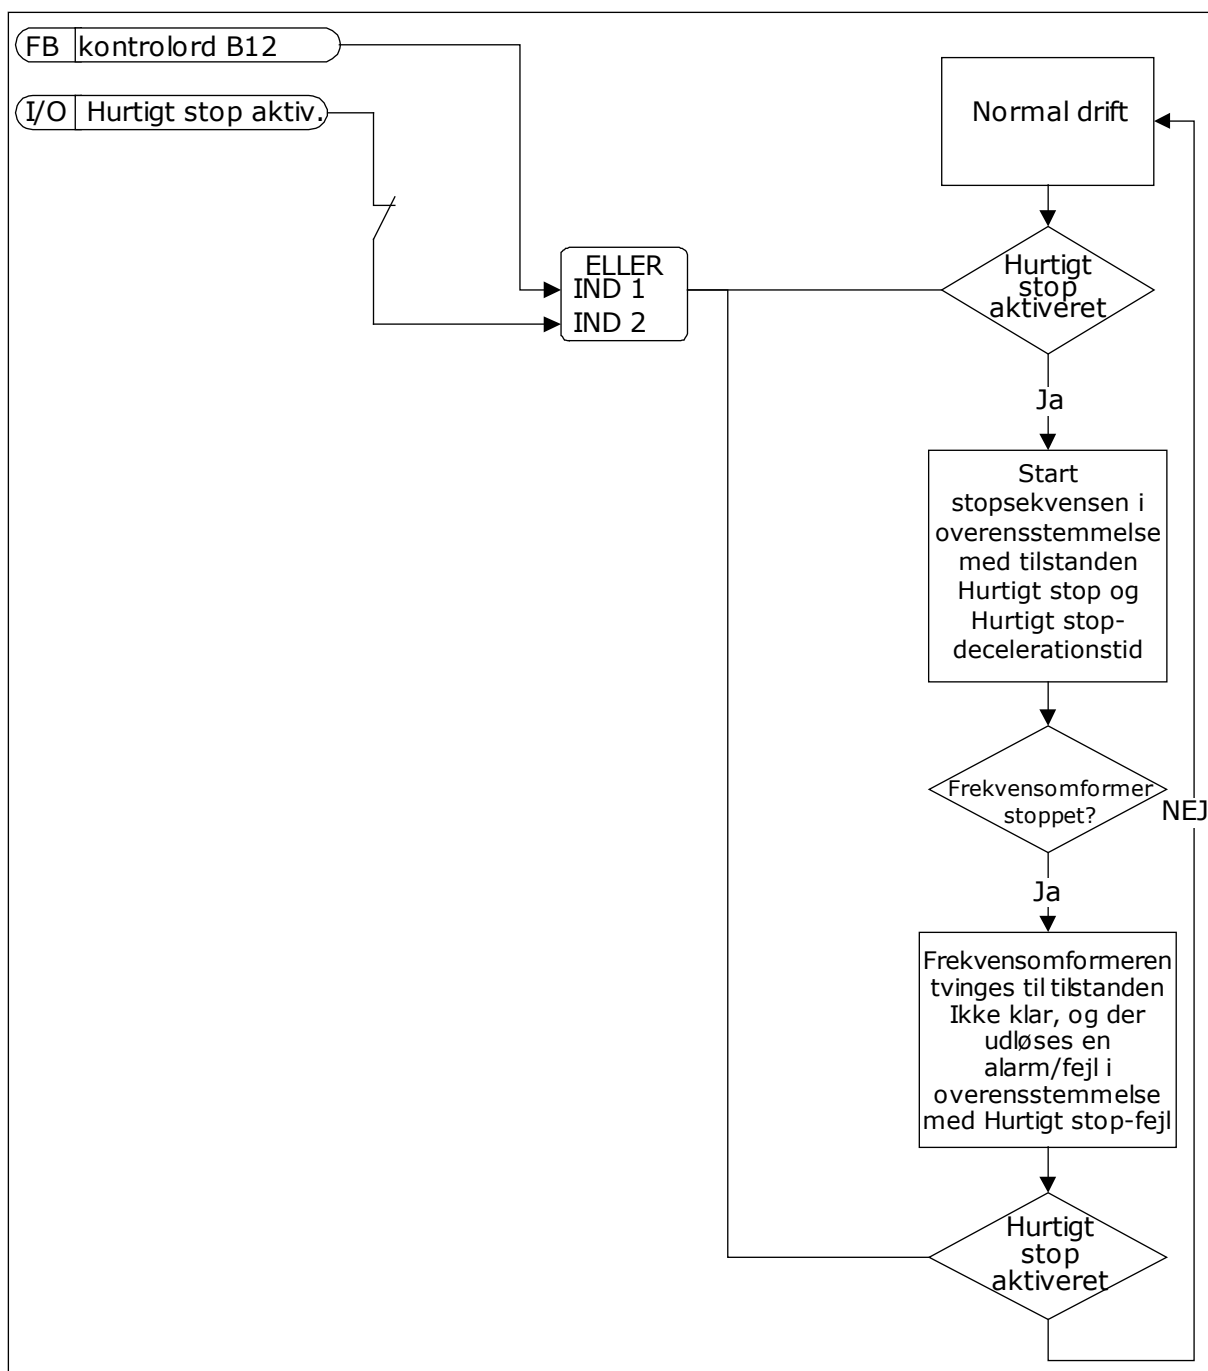 FB kontrolord B12
I/O Hurtigt stop aktiv.
ELLER
IND 1
IND 2
Normal drift
Hurtigt
stop
aktiveret
Ja
Start
stopsekvensen i
overensstemmelse
med tilstanden
Hurtigt stop og
Hurtigt stop-
decelerationstid
Frekvensomformer
stoppet?
NEJ
Ja
Frekvensomformeren
tvinges til tilstanden
Ikke klar, og der
udløses en
alarm/fejl i
overensstemmelse
med Hurtigt stop-fejl
Hurtigt
stop
aktiveret